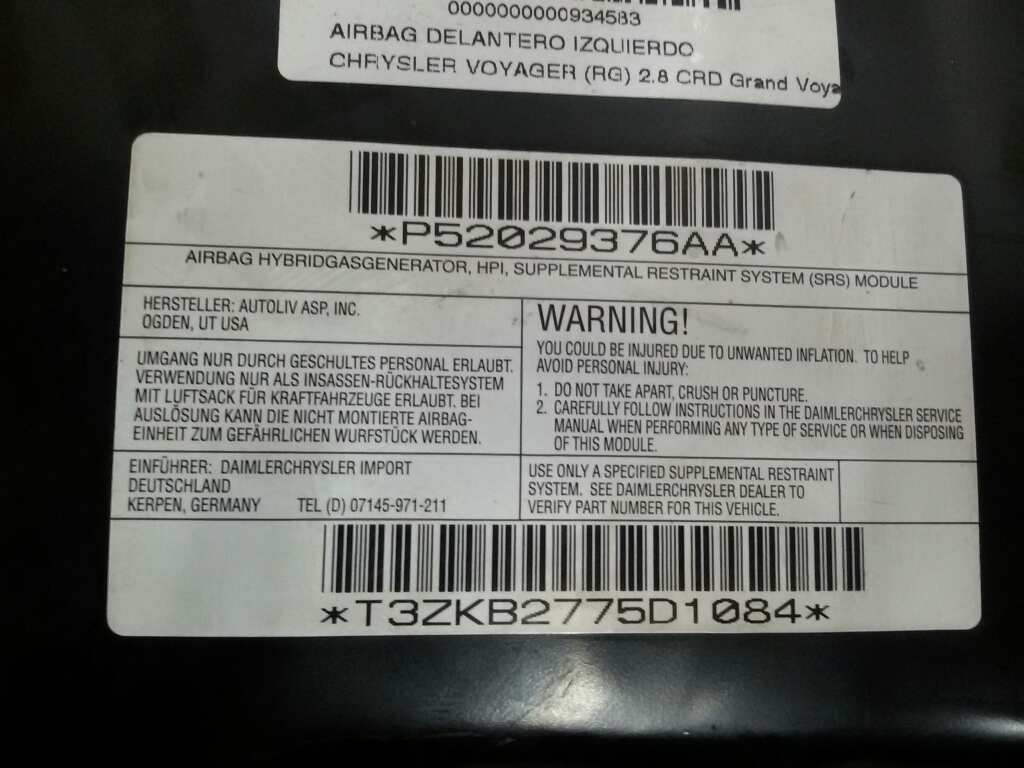 0000000000934583
AIRBAG DELANTERO IZQUIERDO
CHRYSLER VOYAGER (RG) 2.8 CRD Grand Voya
*P52029376AA*
AIRBAG HYBRIDGASGENERATOR, HPI, SUPPLEMENTAL RESTRAINT SYSTEM (SRS) MODULE
HERSTELLER: AUTOLIV ASP, INC.
OGDEN, UT USA
UMGANG NUR DURCH GESCHULTES PERSONAL ERLAUBT.
VERWENDUNG NUR ALS INSASSEN-RÜCKHALTESYSTEM
MIT LUFTSACK FÜR KRAFTFAHRZEUGE ERLAUBT. BEI
AUSLÖSUNG KANN DIE NICHT MONTIERTE AIRBAG-
EINHEIT ZUM GEFÄHRLICHEN WURFSTÜCK WERDEN.
EINFÜHRER: DAIMLERCHRYSLER IMPORT
DEUTSCHLAND
KERPEN, GERMANY TEL (D) 07145-971-211
WARNING!
YOU COULD BE INJURED DUE TO UNWANTED INFLATION. TO HELP
AVOID PERSONAL INJURY:
1. DO NOT TAKE APART, CRUSH OR PUNCTURE.
2. CAREFULLY FOLLOW INSTRUCTIONS IN THE DAIMLERCHRYSLER SERVICE
MANUAL WHEN PERFORMING ANY TYPE OF SERVICE OR WHEN DISPOSING
OF THIS MODULE.
USE ONLY A SPECIFIED SUPPLEMENTAL RESTRAINT
SYSTEM. SEE DAIMLERCHRYSLER DEALER TO
VERIFY PART NUMBER FOR THIS VEHICLE.
*T3ZKB2775D1084*